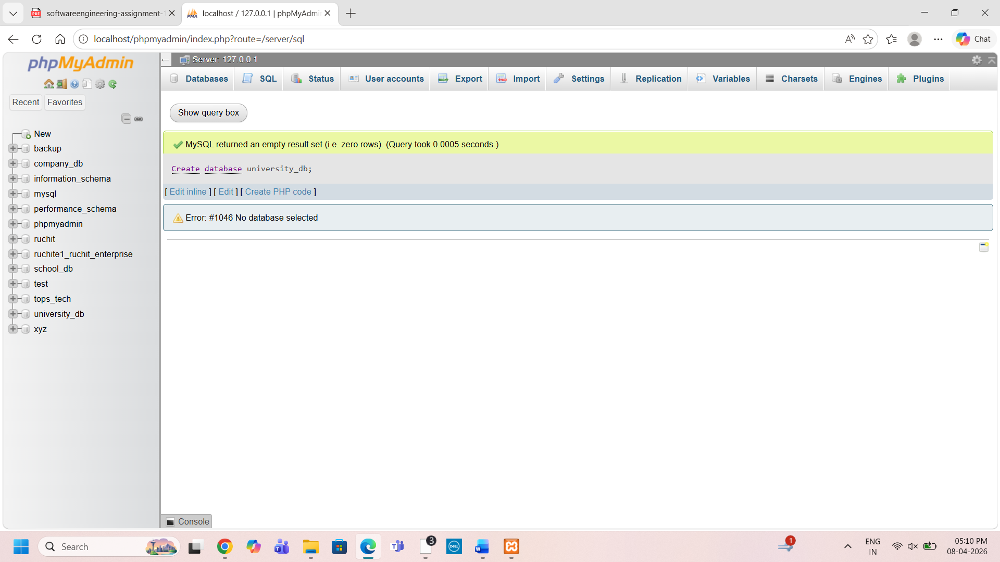 softwareengineering-assignment-1
localhost / 127.0.0.1 | phpMyAdmin
localhost/phpmyadmin/index.php?route=/server/sql
Chat
phpMyAdmin
Recent
Favorites
New
backup
company_db
information_schema
mysql
performance_schema
phpmyadmin
ruchit
ruchite1_ruchit_enterprise
school_db
test
tops_tech
university_db
xyz
Server: 127.0.0.1
Databases
SQL
Status
User accounts
Export
Import
Settings
Replication
Variables
Charsets
Engines
Plugins
Show query box
MySQL returned an empty result set (i.e. zero rows). (Query took 0.0005 seconds.)
Create database university_db;
[ Edit inline ] [ Edit ] [ Create PHP code ]
Error: #1046 No database selected
Console
Search
3
DELL
1
ENG
IN
05:10 PM
08-04-2026